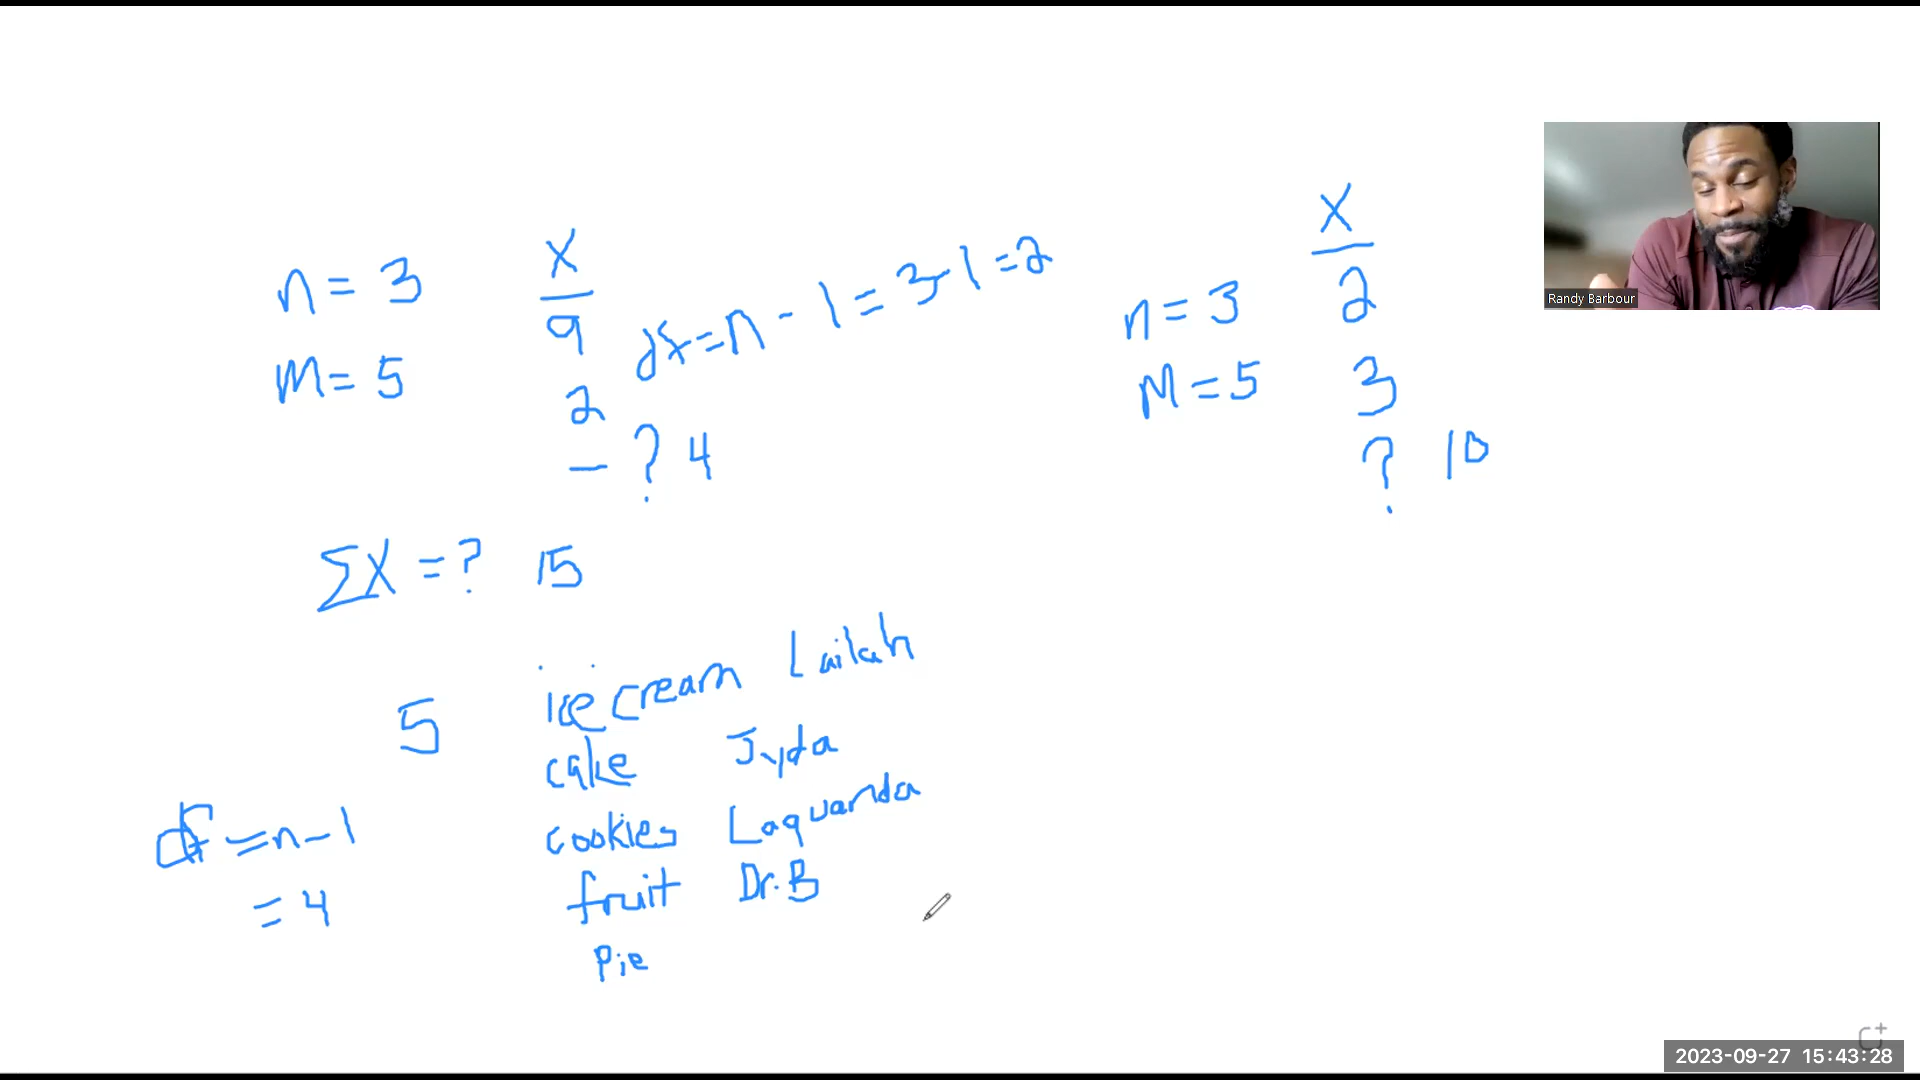 n = 3
M = 5
X
9
2
- ? 4
df = n - 1 = 3 - 1 = 2
ΣX = ? 15
n = 3
M = 5
X
2
3
? 10
Randy Barbour
5
ice cream Lailah
cake Jyda
cookies Laquanda
fruit Dr. B
pie
df = n - 1
= 4
2023-09-27 15:43:28